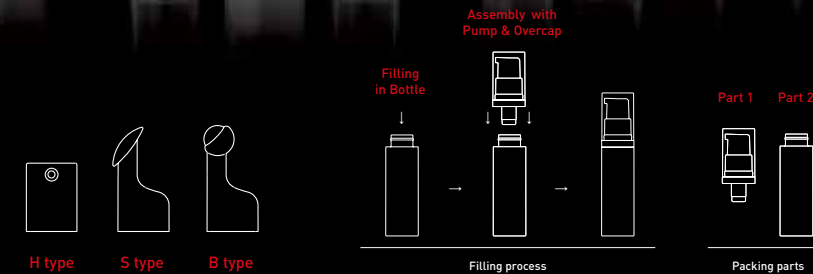 Assembly with
Pump & Overcap
Filling
in Bottle
Part 1
Part 2
H type
S type
B type
Filling process
Packing parts